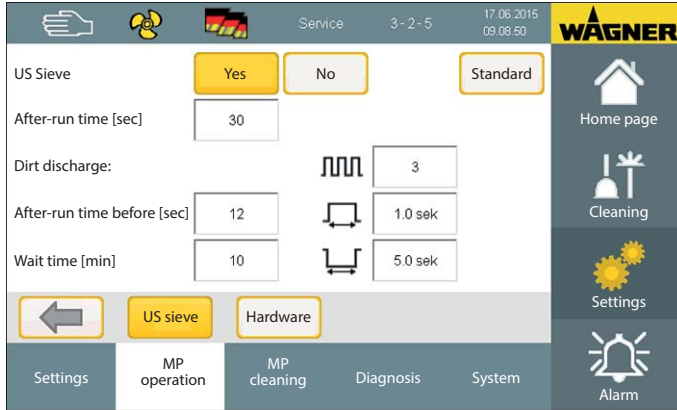 Service 3 - 2 - 5 17.06.2015
09.08.50
WAGNER
US Sieve Yes No Standard
After-run time [sec] 30
Home page
Dirt discharge: 3
After-run time before [sec] 12 1.0 sek
Cleaning
Wait time [min] 10 5.0 sek
Settings
US sieve Hardware
Settings MP operation MP cleaning Diagnosis System
Alarm